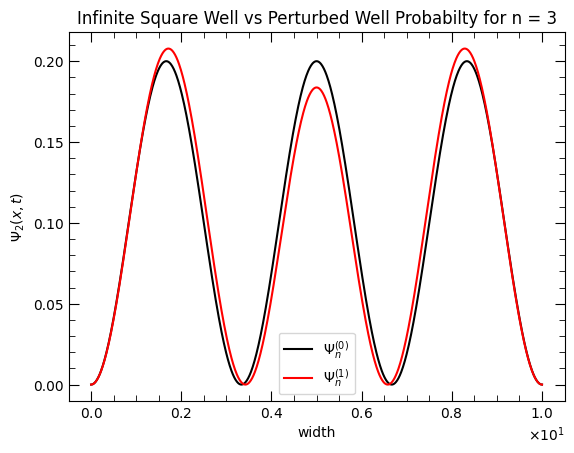 Infinite Square Well vs Perturbed Well Probabilty for n = 3
0.20
0.15
0.10
0.05
0.00
Ψ₂(x, t)
Ψₙ⁽⁰⁾
Ψₙ⁽¹⁾
0.0 0.2 0.4 0.6 0.8 1.0
×10¹
width